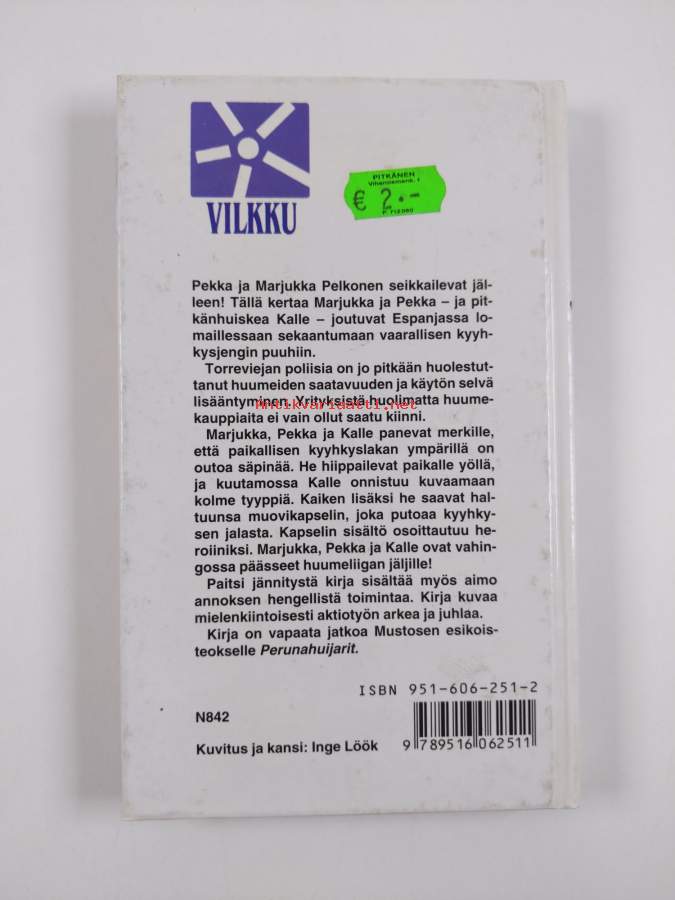 VILKKU
PITKÄNEN
Vihannesmank. 1
€ 2.-
Pekka ja Marjukka Pelkonen seikkailevat jäl-
leen! Tällä kertaa Marjukka ja Pekka – ja pit-
känhuiskea Kalle – joutuvat Espanjassa lo-
maillessaan sekaantumaan vaarallisen kyyh-
kysjengin puuhiin.
Torreviejan poliisia on jo pitkään huolestut-
tanut huumeiden saatavuuden ja käytön selvä
lisääntyminen. Yrityksistä huolimatta huume-
Antikvariaatti.net
kauppiaita ei vain ollut saatu kiinni.
Marjukka, Pekka ja Kalle panevat merkille,
että paikallisen kyyhkyslakan ympärillä on
outoa säpinää. He hiippailevat paikalle yöllä,
ja kuutamossa Kalle onnistuu kuvaamaan
kolme tyyppiä. Kaiken lisäksi he saavat hal-
tuunsa muovikapselin, joka putoaa kyyhky-
sen jalasta. Kapselin sisältö osoittautuu he-
roiiniksi. Marjukka, Pekka ja Kalle ovat vahin-
gossa päässeet huumeliigan jäljille!
Paitsi jännitystä kirja sisältää myös aimo
annoksen hengellistä toimintaa. Kirja kuvaa
mielenkiintoisesti aktiotyön arkea ja juhlaa.
Kirja on vapaata jatkoa Mustosen esikois-
teokselle Perunahuijarit.
ISBN 951-606-251-2
N842
Kuvitus ja kansi: Inge Löök
9 789516 062511